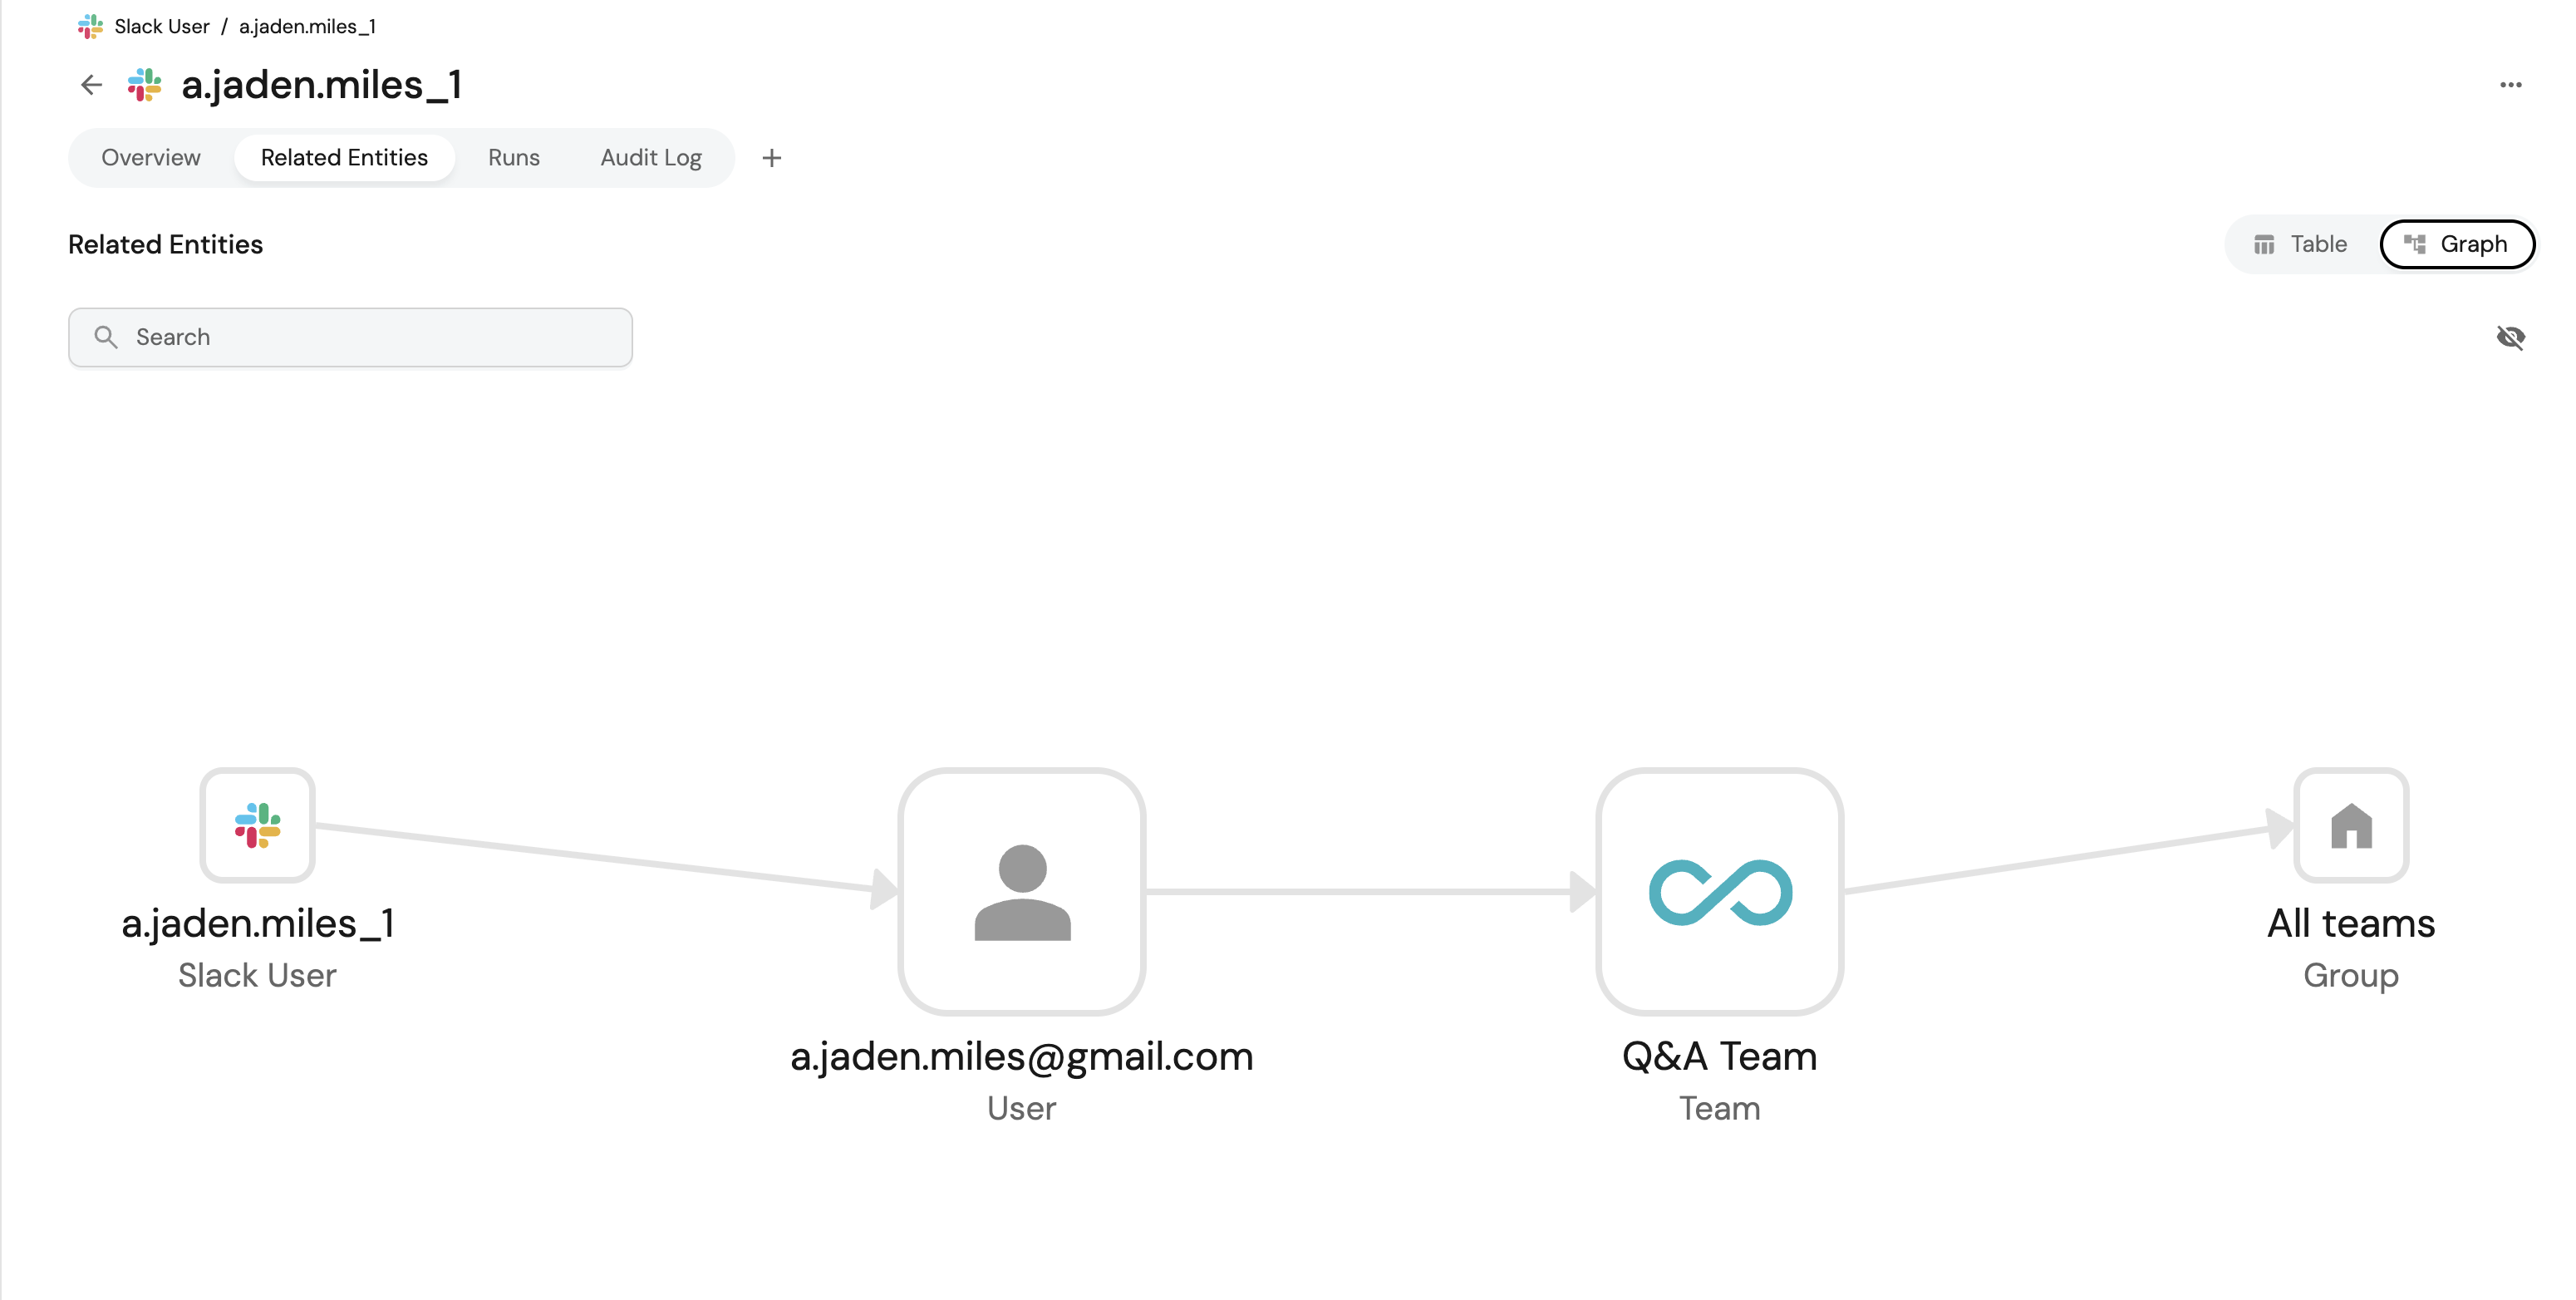 Slack User / a.jaden.miles_1
a.jaden.miles_1
Overview Related Entities Runs Audit Log +
Related Entities
Table Graph
Search
a.jaden.miles_1
Slack User
a.jaden.miles@gmail.com
User
Q&A Team
Team
All teams
Group